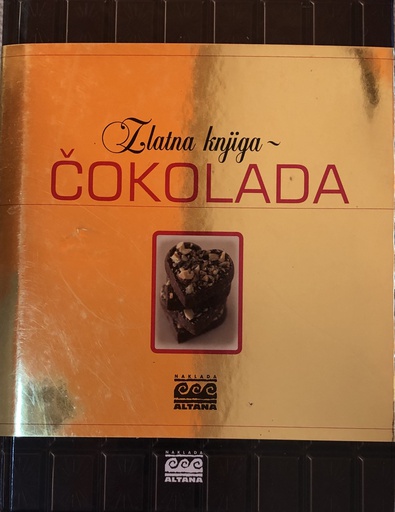 Zlatna knjiga ~
ČOKOLADA
NAKLADA
ALTANA
NAKLADA
ALTANA